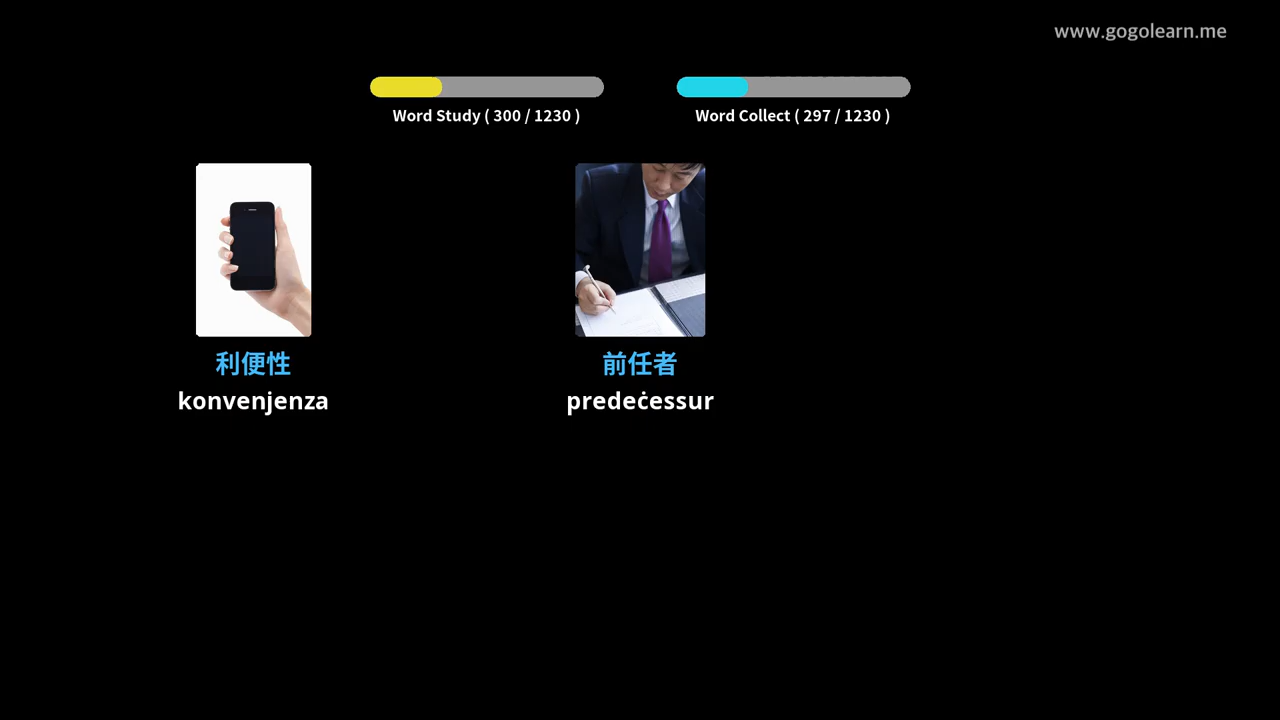 www.gogolearn.me
Word Study ( 300 / 1230 )
Word Collect ( 297 / 1230 )
利便性
前任者
konvenjenza
predeċessur